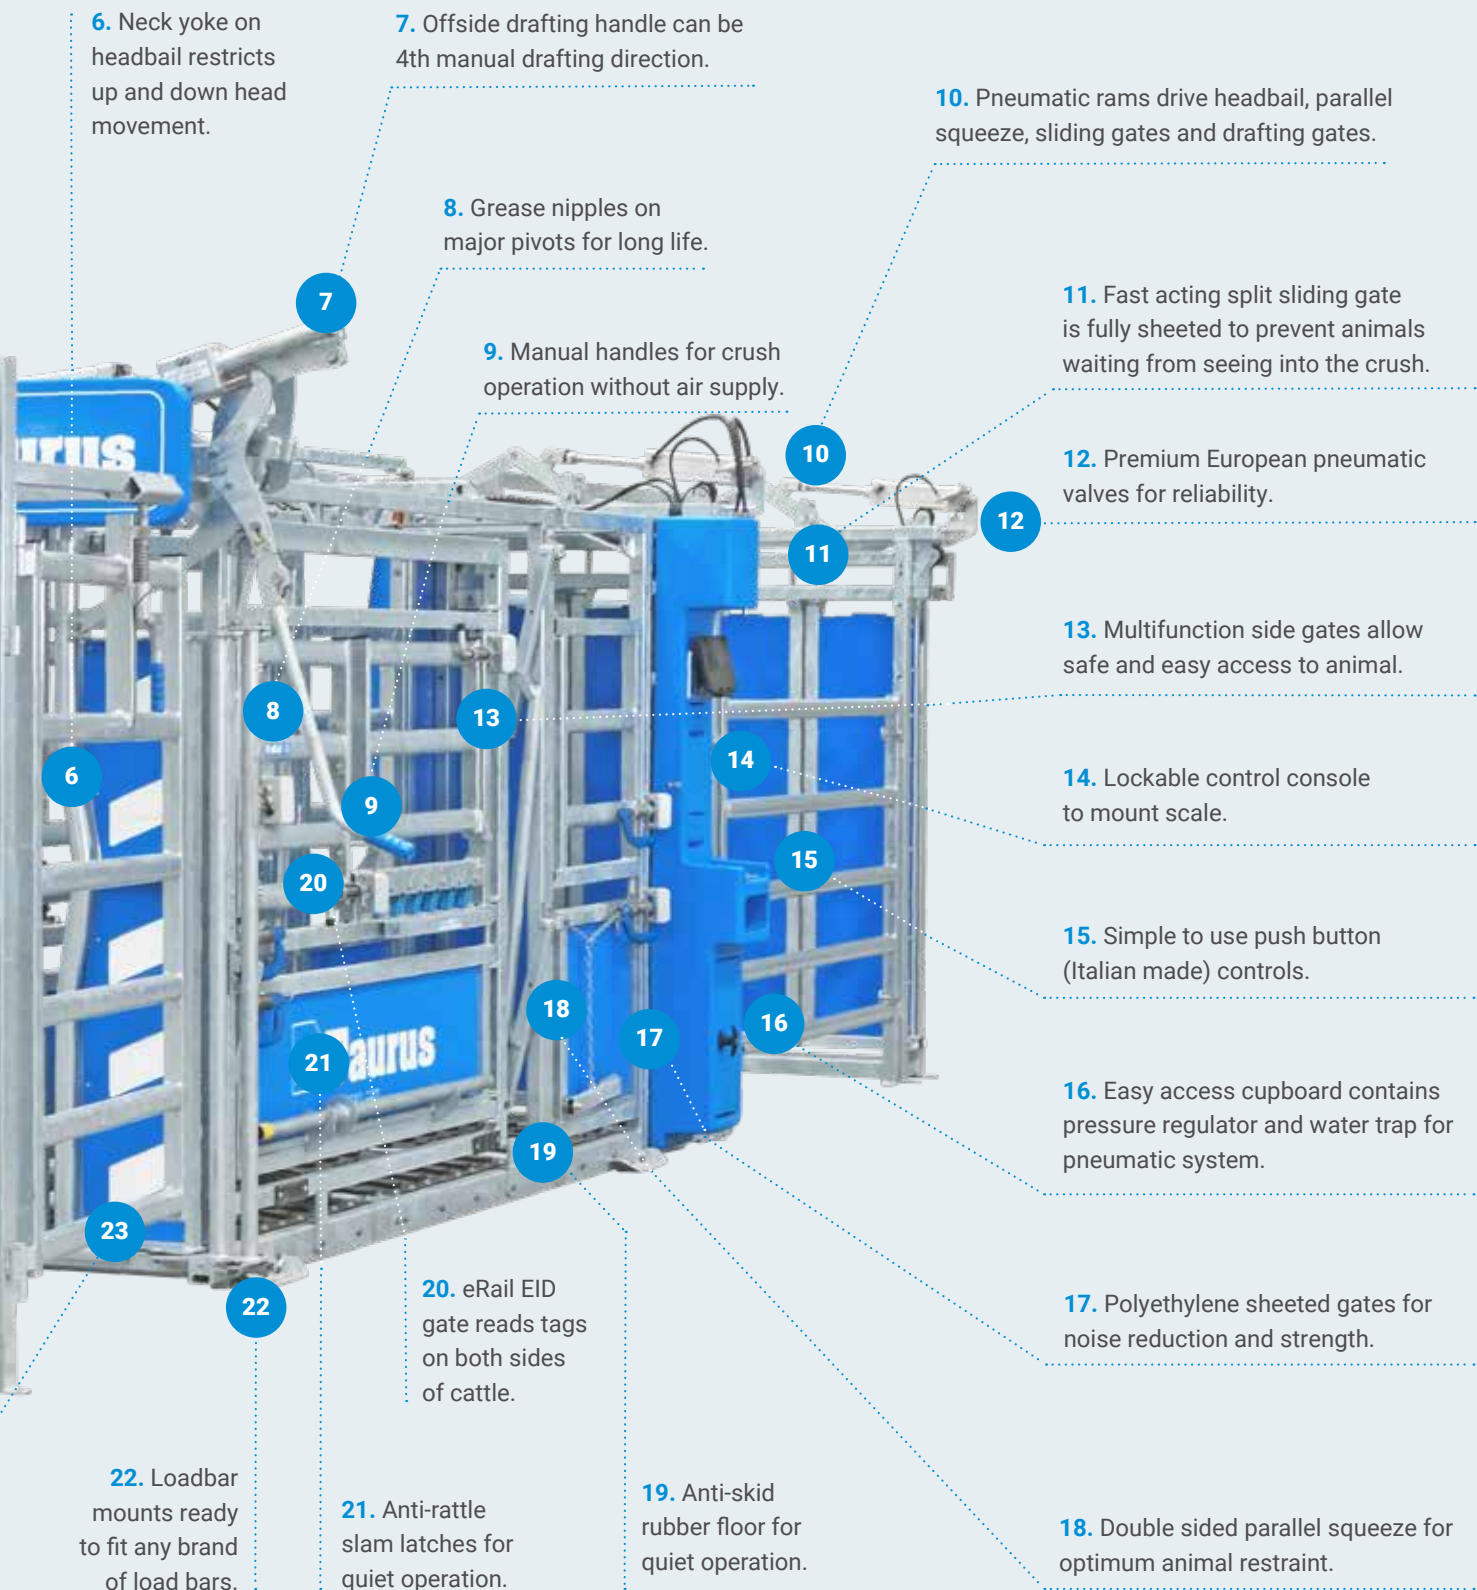 6. Neck yoke on
headbail restricts
up and down head
movement.
7. Offside drafting handle can be
4th manual drafting direction.
10. Pneumatic rams drive headbail, parallel
squeeze, sliding gates and drafting gates.
8. Grease nipples on
major pivots for long life.
11. Fast acting split sliding gate
is fully sheeted to prevent animals
waiting from seeing into the crush.
9. Manual handles for crush
operation without air supply.
12. Premium European pneumatic
valves for reliability.
13. Multifunction side gates allow
safe and easy access to animal.
14. Lockable control console
to mount scale.
15. Simple to use push button
(Italian made) controls.
16. Easy access cupboard contains
pressure regulator and water trap for
pneumatic system.
17. Polyethylene sheeted gates for
noise reduction and strength.
18. Double sided parallel squeeze for
optimum animal restraint.
20. eRail EID
gate reads tags
on both sides
of cattle.
22. Loadbar
mounts ready
to fit any brand
of load bars.
21. Anti-rattle
slam latches for
quiet operation.
19. Anti-skid
rubber floor for
quiet operation.
7
urus
10
12
11
8
13
6
14
9
15
20
18
16
17
21
Taurus
19
23
22